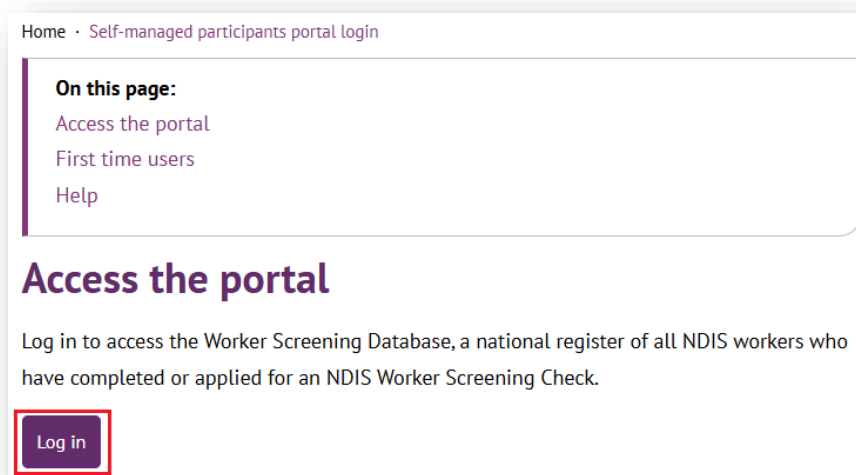 Home · Self-managed participants portal login
On this page:
Access the portal
First time users
Help
Access the portal
Log in to access the Worker Screening Database, a national register of all NDIS workers who
have completed or applied for an NDIS Worker Screening Check.
Log in